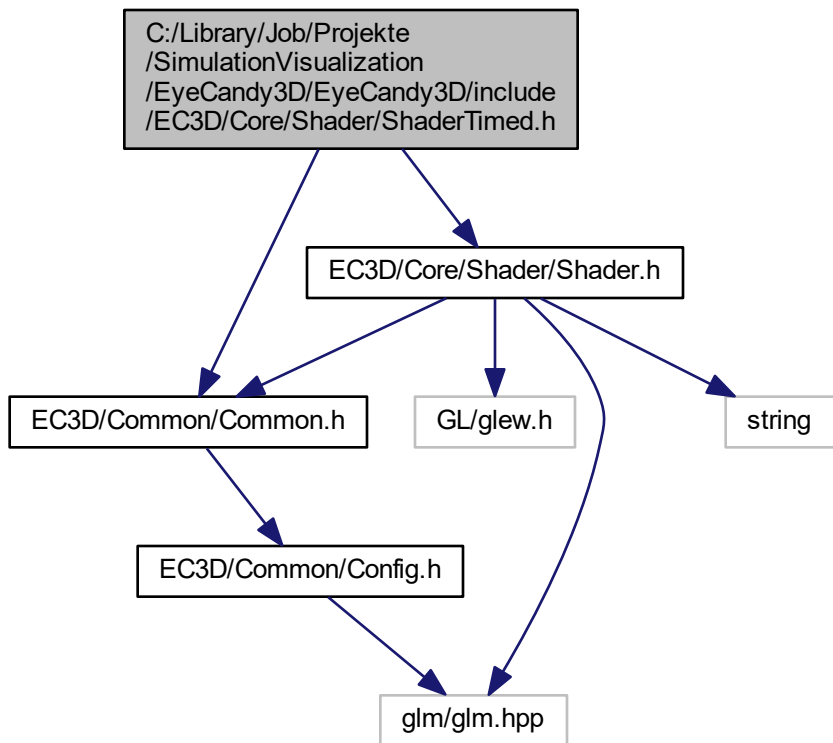 C:/Library/Job/Projekte
/SimulationVisualization
/EyeCandy3D/EyeCandy3D/include
/EC3D/Core/Shader/ShaderTimed.h
EC3D/Core/Shader/Shader.h
EC3D/Common/Common.h
GL/glew.h
string
EC3D/Common/Config.h
glm/glm.hpp